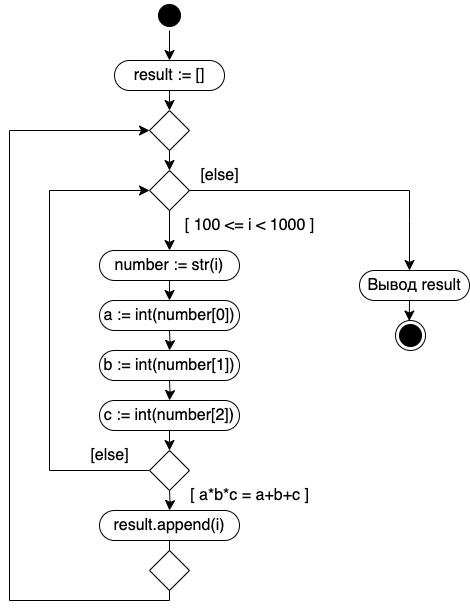 result := []
[else]
[ 100 <= i < 1000 ]
number := str(i)
Вывод result
a := int(number[0])
b := int(number[1])
c := int(number[2])
[else]
[ a*b*c = a+b+c ]
result.append(i)